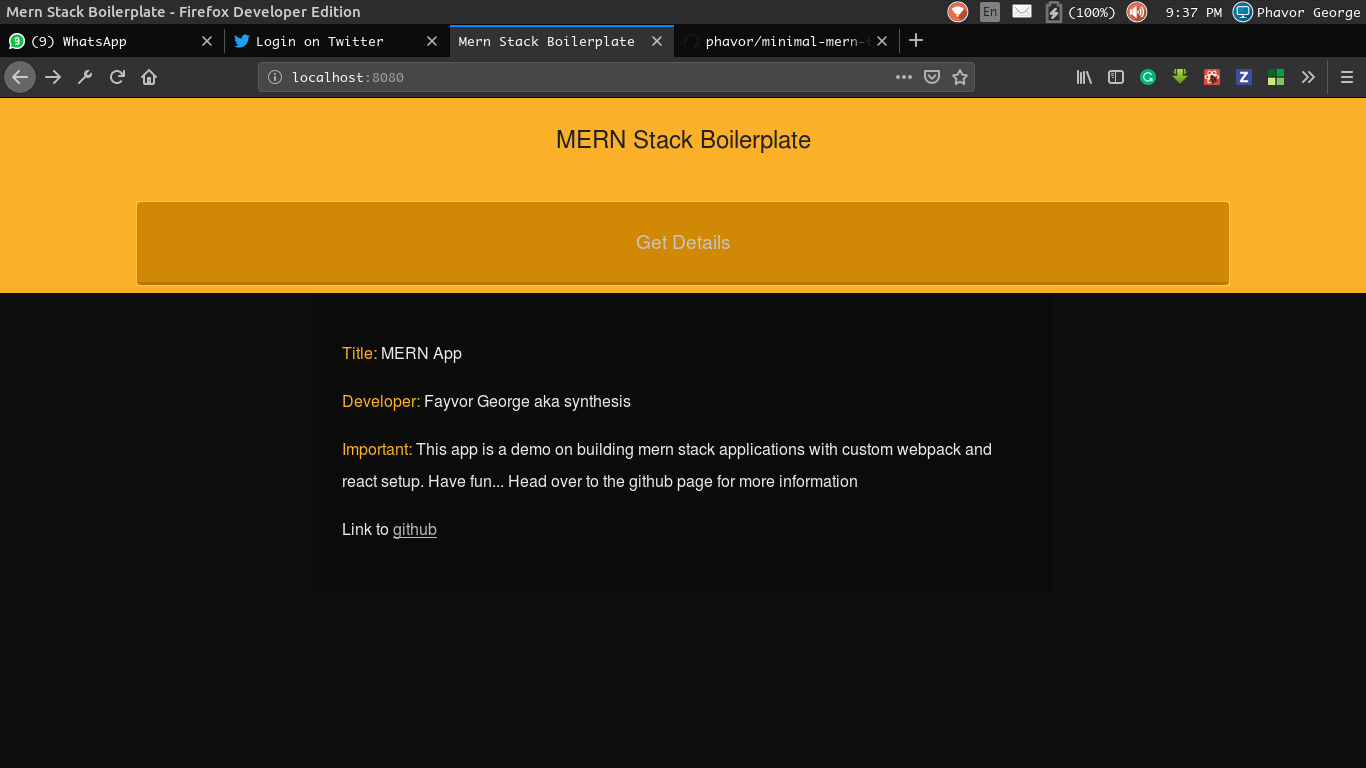 Mern Stack Boilerplate - Firefox Developer Edition
En
(100%)
9:37 PM
Phavor George
(9) WhatsApp
Login on Twitter
Mern Stack Boilerplate
phavor/minimal-mern-
localhost:8080
MERN Stack Boilerplate
Get Details
Title: MERN App
Developer: Fayvor George aka synthesis
Important: This app is a demo on building mern stack applications with custom webpack and
react setup. Have fun... Head over to the github page for more information
Link to github